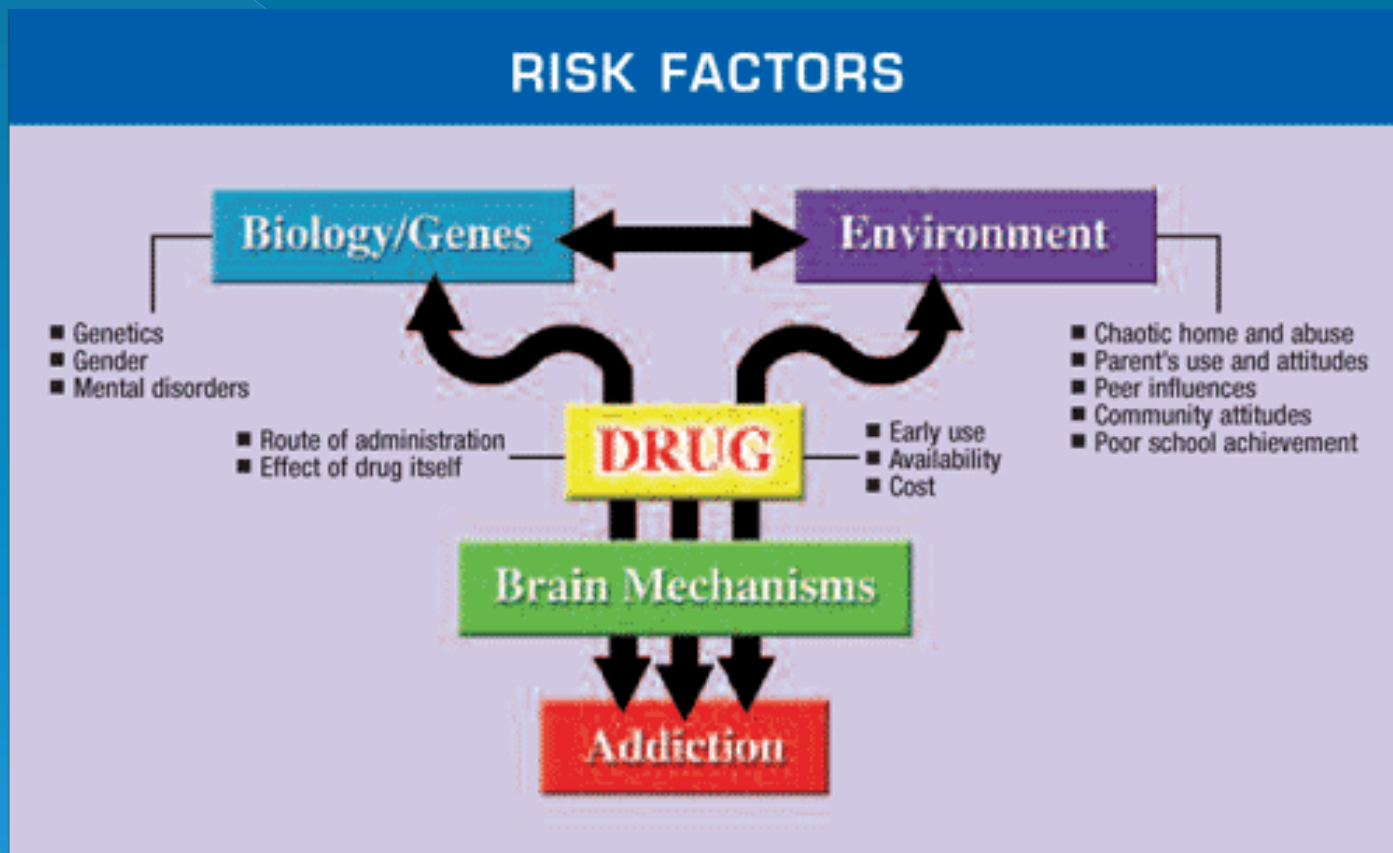 RISK FACTORS
Biology/Genes
Environment
■ Genetics
■ Gender
■ Mental disorders
■ Chaotic home and abuse
■ Parent's use and attitudes
■ Peer influences
■ Community attitudes
■ Poor school achievement
■ Route of administration
■ Effect of drug itself
DRUG
■ Early use
■ Availability
■ Cost
Brain Mechanisms
Addiction